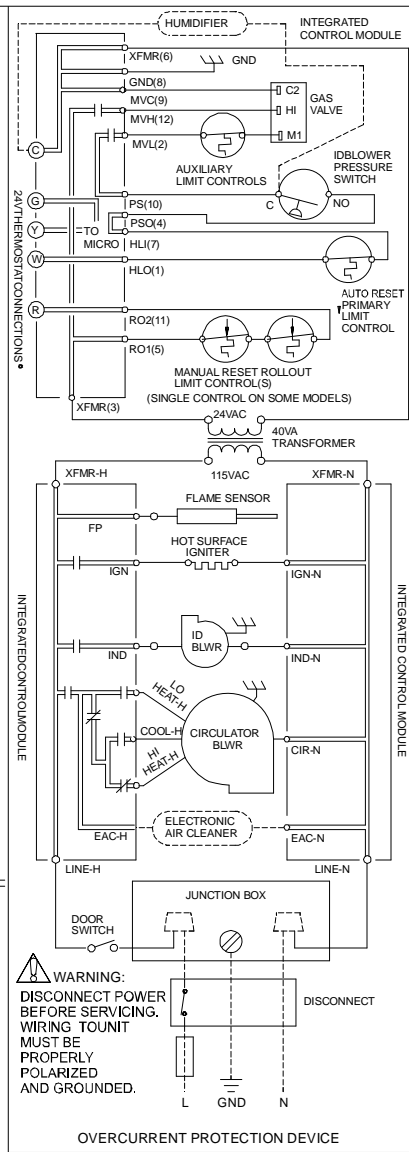 HUMIDIFIER
INTEGRATED
CONTROL MODULE
XFMR(6)
GND
GND(8)
MVC(9)
MVH(12)
MVL(2)
C2
HI
M1
GAS
VALVE
AUXILIARY
LIMIT CONTROLS
IDBLOWER
PRESSURE
SWITCH
C
NO
C
G
Y
W
R
24VTHERMOSTATCONNECTIONS
TO
MICRO
PS(10)
PSO(4)
HLI(7)
HLO(1)
AUTO RESET
PRIMARY
LIMIT
CONTROL
RO2(11)
RO1(5)
MANUAL RESET ROLLOUT
LIMIT CONTROL(S)
(SINGLE CONTROL ON SOME MODELS)
XFMR(3)
24VAC
40VA
TRANSFORMER
115VAC
XFMR-H
XFMR-N
FLAME SENSOR
FP
HOT SURFACE
IGNITER
IGN
IGN-N
INTEGRATEDCONTROLMODULE
INTEGRATED CONTROL MODULE
ID
BLWR
IND
IND-N
LO
HEAT-H
COOL-H
HI
HEAT-H
CIRCULATOR
BLWR
CIR-N
ELECTRONIC
AIR CLEANER
EAC-H
EAC-N
LINE-H
LINE-N
JUNCTION BOX
DOOR
SWITCH
WARNING:
DISCONNECT POWER
BEFORE SERVICING.
WIRING TOUNIT
MUST BE
PROPERLY
POLARIZED
AND GROUNDED.
DISCONNECT
L
GND
N
OVERCURRENT PROTECTION DEVICE